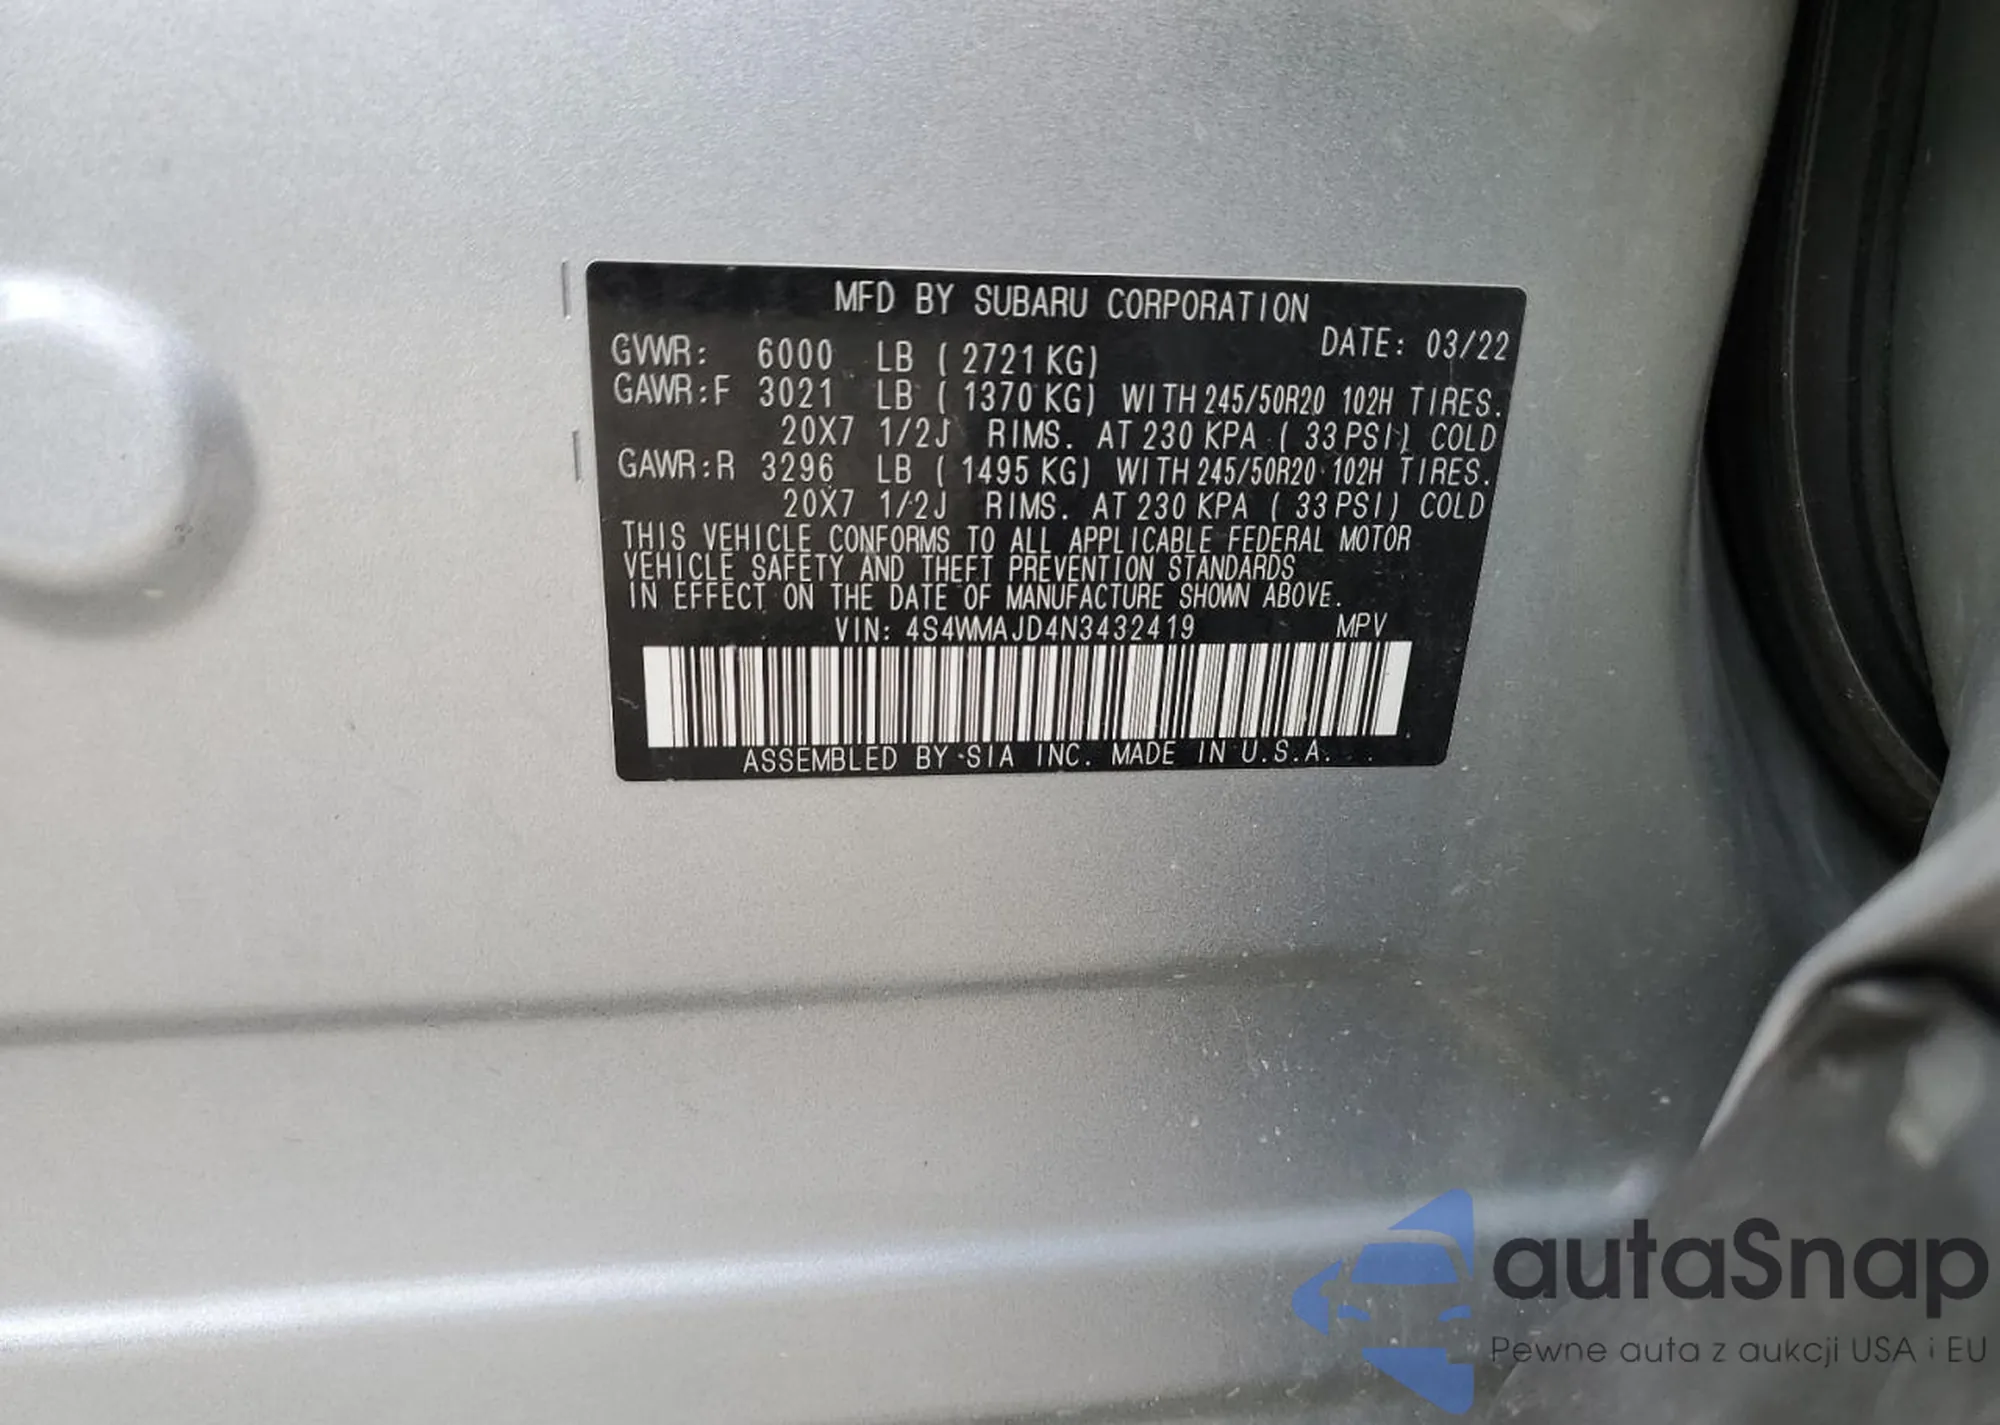 MFD BY SUBARU CORPORATION
DATE: 03/22
GVWR: 6000 LB ( 2721 KG)
GAWR:F 3021 LB ( 1370 KG) WITH 245/50R20 102H TIRES.
20X7 1/2J RIMS. AT 230 KPA ( 33 PSI) COLD
GAWR:R 3296 LB ( 1495 KG) WITH 245/50R20 102H TIRES.
20X7 1/2J RIMS. AT 230 KPA ( 33 PSI) COLD
THIS VEHICLE CONFORMS TO ALL APPLICABLE FEDERAL MOTOR
VEHICLE SAFETY AND THEFT PREVENTION STANDARDS
IN EFFECT ON THE DATE OF MANUFACTURE SHOWN ABOVE.
VIN: 4S4WMAJD4N3432419 MPV
ASSEMBLED BY SIA INC. MADE IN U.S.A.
autaSnap
Pewne auta z aukcji USA i EU